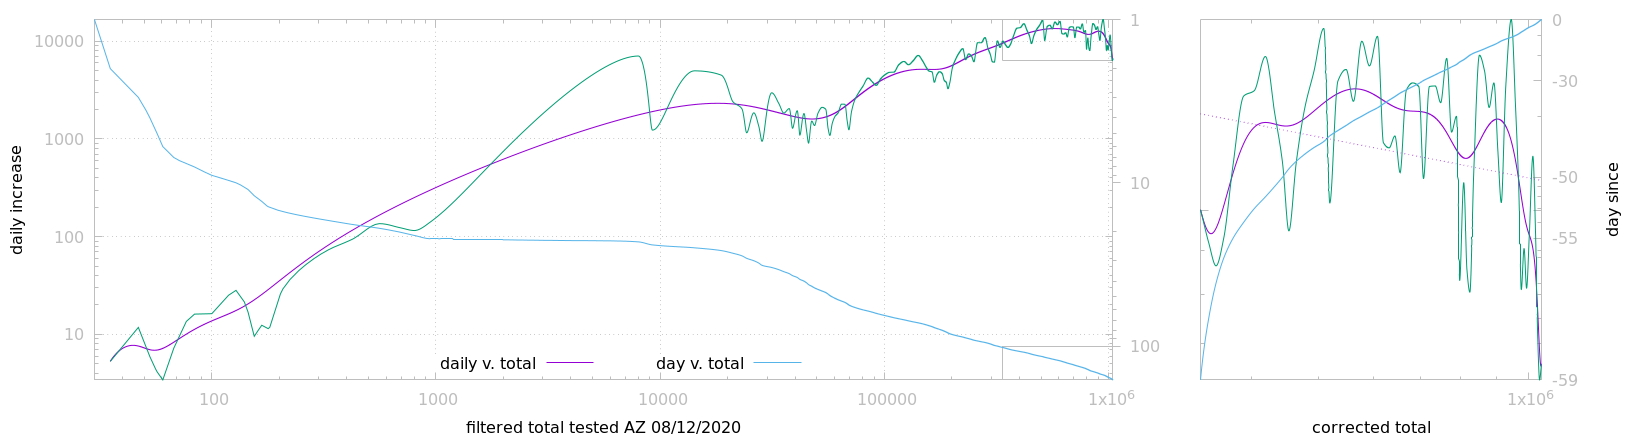 10000
1000
100
10
daily increase
1
10
100
daily v. total
day v. total
100
1000
10000
100000
1x10⁶
filtered total tested AZ 08/12/2020
0
-30
-50
-55
-59
day since
1x10⁶
corrected total